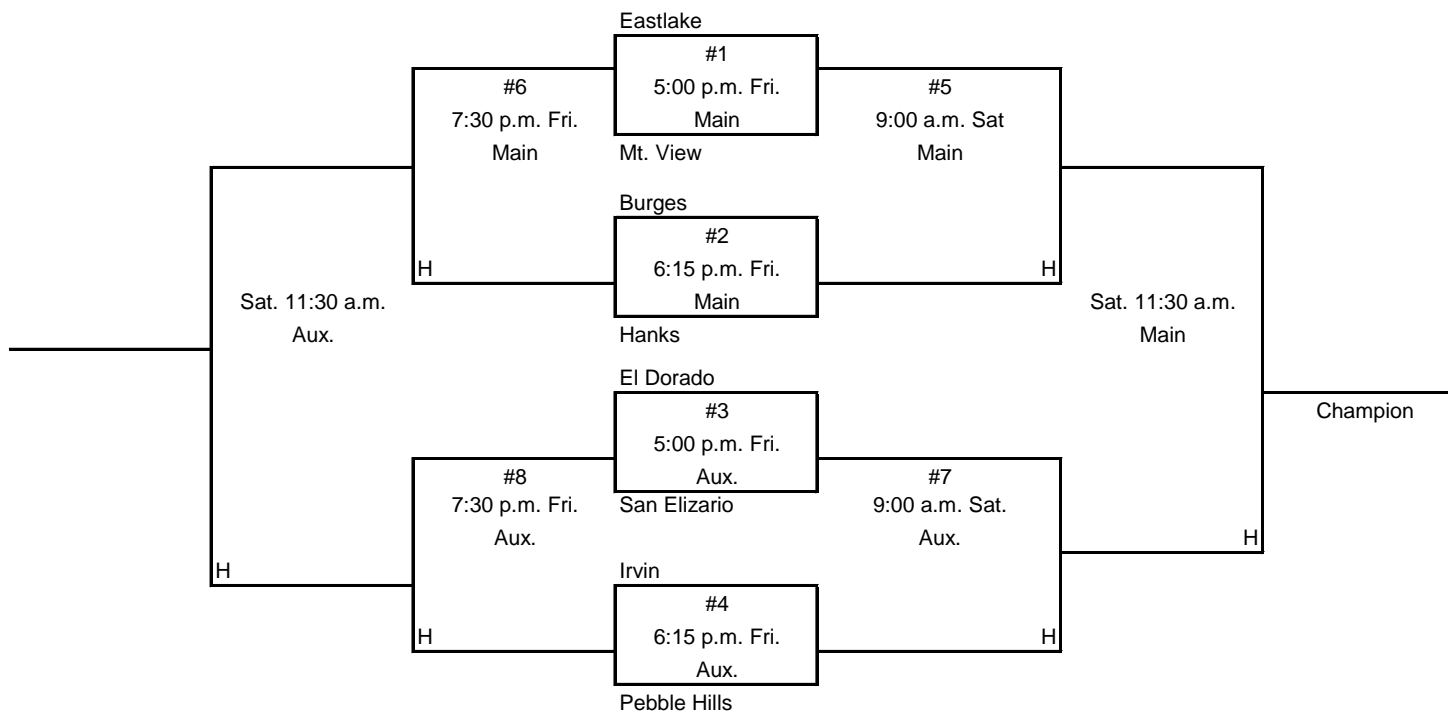 Eastlake
#1
5:00 p.m. Fri.
Main
Mt. View
#6
7:30 p.m. Fri.
Main
#5
9:00 a.m. Sat
Main
Burges
#2
6:15 p.m. Fri.
Main
Hanks
H
H
Sat. 11:30 a.m.
Aux.
Sat. 11:30 a.m.
Main
El Dorado
#3
5:00 p.m. Fri.
Aux.
San Elizario
Champion
#8
7:30 p.m. Fri.
Aux.
#7
9:00 a.m. Sat.
Aux.
H
H
Irvin
#4
6:15 p.m. Fri.
Aux.
Pebble Hills
H
H